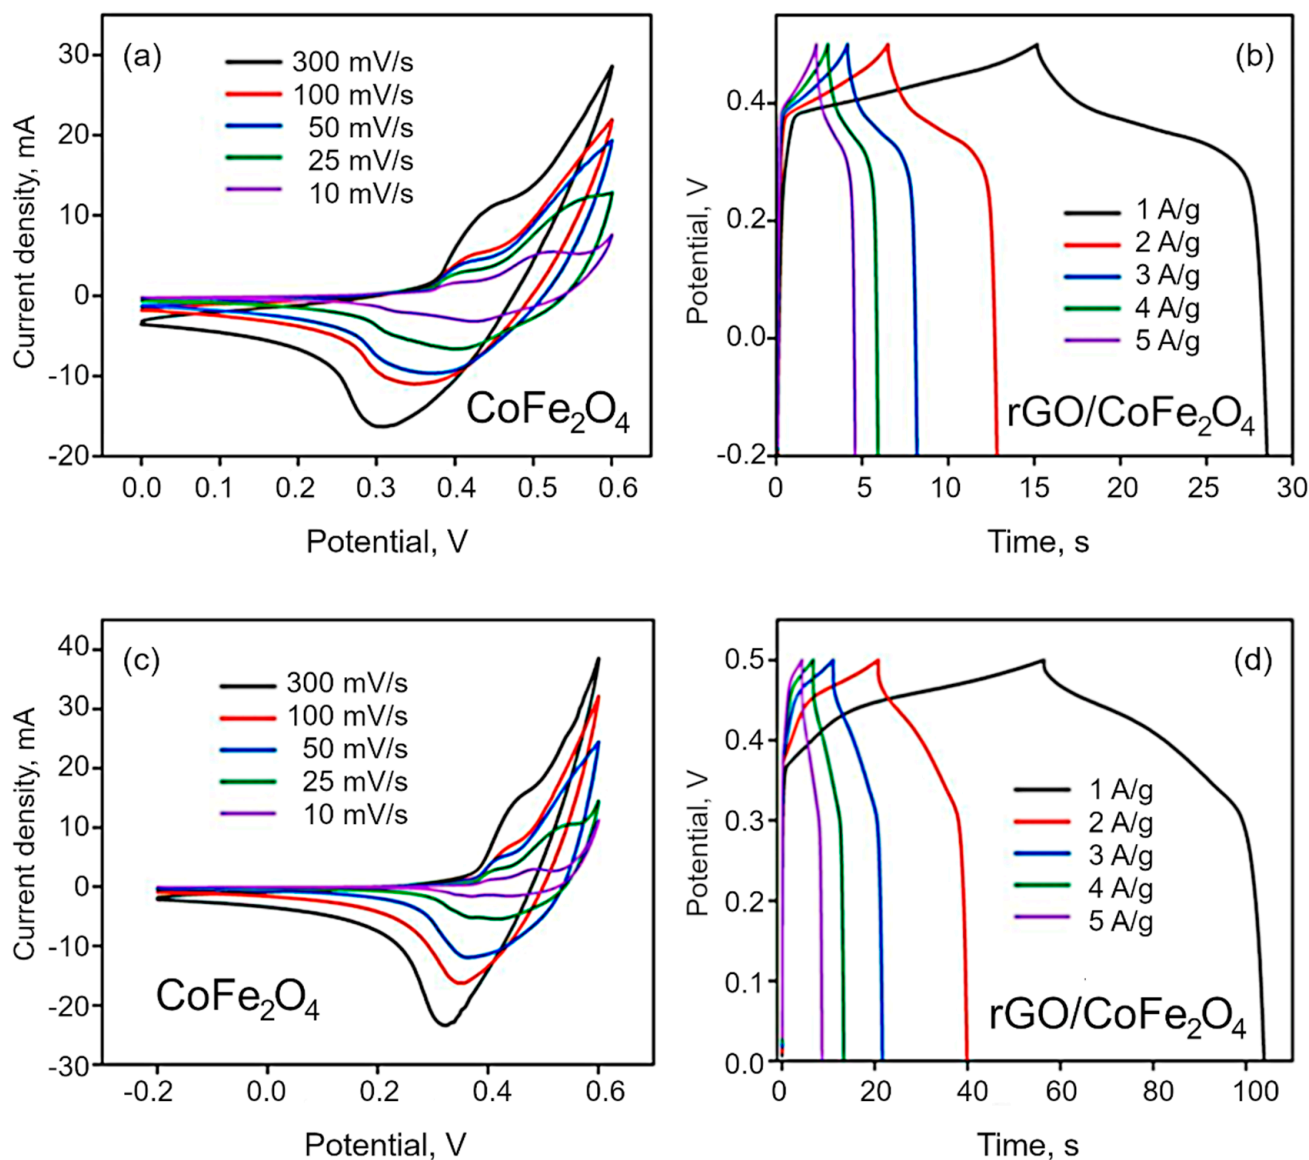 (a)
300 mV/s
100 mV/s
50 mV/s
25 mV/s
10 mV/s
30
20
10
0
-10
-20
Current density, mA
CoFe₂O₄
0.0 0.1 0.2 0.3 0.4 0.5 0.6
Potential, V
(b)
0.4
0.2
0.0
-0.2
Potential, V
1 A/g
2 A/g
3 A/g
4 A/g
5 A/g
rGO/CoFe₂O₄
0 5 10 15 20 25 30
Time, s
(c)
300 mV/s
100 mV/s
50 mV/s
25 mV/s
10 mV/s
40
30
20
10
0
-10
-20
-30
Current density, mA
CoFe₂O₄
-0.2 0.0 0.2 0.4 0.6
Potential, V
(d)
0.5
0.4
0.3
0.2
0.1
0.0
Potential, V
1 A/g
2 A/g
3 A/g
4 A/g
5 A/g
rGO/CoFe₂O₄
0 20 40 60 80 100
Time, s